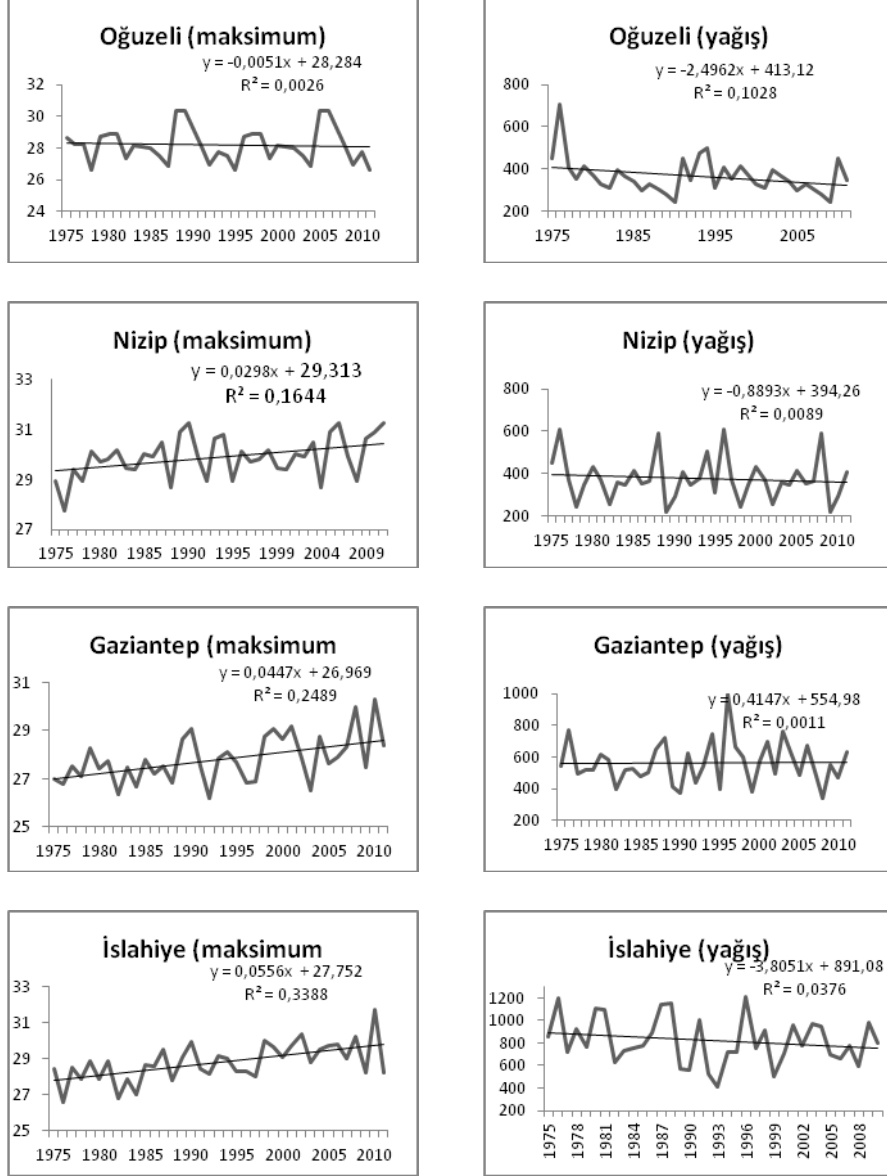 Oğuzeli (maksimum)
y = -0,0051x + 28,284
R² = 0,0026
32
30
28
26
24
1975 1980 1985 1990 1995 2000 2005 2010
Oğuzeli (yağış)
y = -2,4962x + 413,12
R² = 0,1028
800
600
400
200
1975 1985 1995 2005
Nizip (maksimum)
y = 0,0298x + 29,313
R² = 0,1644
33
31
29
27
1975 1980 1985 1990 1995 1999 2004 2009
Nizip (yağış)
y = -0,8893x + 394,26
R² = 0,0089
800
600
400
200
1975 1980 1985 1990 1995 2000 2005 2010
Gaziantep (maksimum
y = 0,0447x + 26,969
R² = 0,2489
31
29
27
25
1975 1980 1985 1990 1995 2000 2005 2010
Gaziantep (yağış)
y = 0,4147x + 554,98
R² = 0,0011
1000
800
600
400
200
1975 1980 1985 1990 1995 2000 2005 2010
İslahiye (maksimum
y = 0,0556x + 27,752
R² = 0,3388
33
31
29
27
25
1975 1980 1985 1990 1995 2000 2005 2010
İslahiye (yağış)
y = -3,8051x + 891,08
R² = 0,0376
1200
1000
800
600
400
200
1975 1978 1981 1984 1987 1990 1993 1996 1999 2002 2005 2008